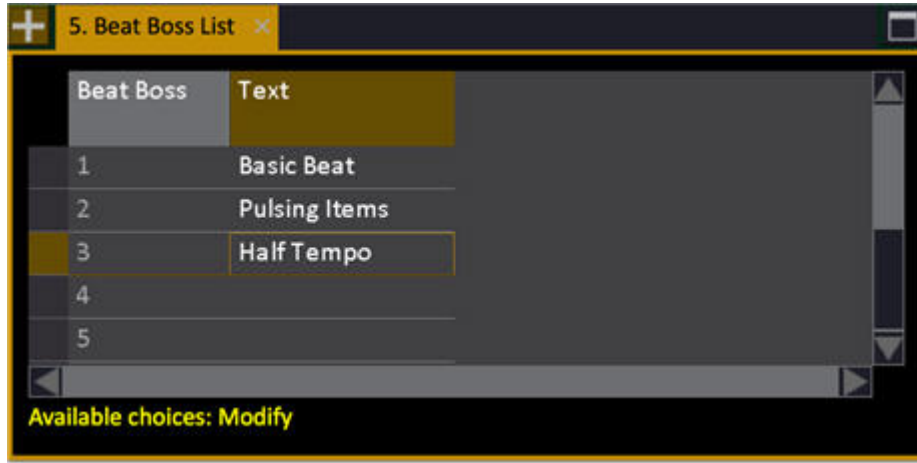 5. Beat Boss List
Beat Boss Text
1 Basic Beat
2 Pulsing Items
3 Half Tempo
4
5
Available choices: Modify